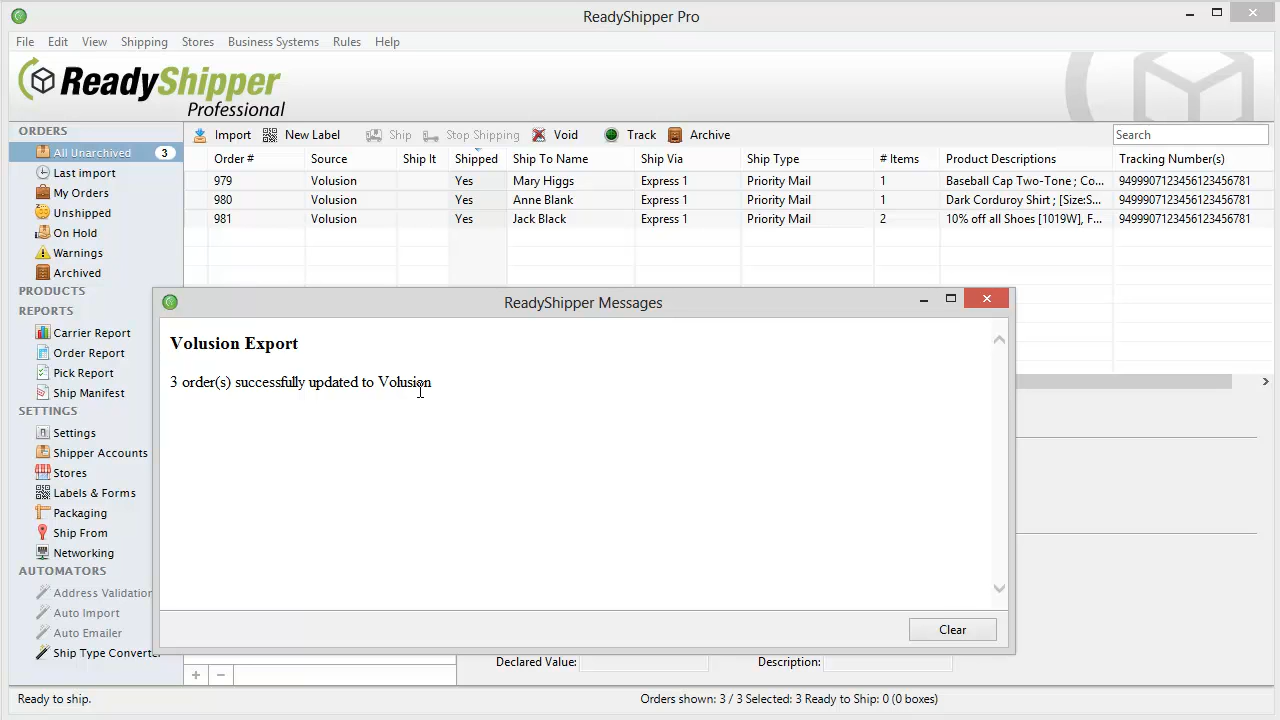 ReadyShipper Pro
File Edit View Shipping Stores Business Systems Rules Help
ReadyShipper
Professional
ORDERS
Import New Label Ship Stop Shipping Void Track Archive Search
All Unarchived 3
Order # Source Ship It Shipped Ship To Name Ship Via Ship Type # Items Product Descriptions Tracking Number(s)
Last import
979 Volusion Yes Mary Higgs Express 1 Priority Mail 1 Baseball Cap Two-Tone ; Co... 9499907123456123456781
My Orders
980 Volusion Yes Anne Blank Express 1 Priority Mail 1 Dark Corduroy Shirt ; [Size:S... 9499907123456123456781
Unshipped
981 Volusion Yes Jack Black Express 1 Priority Mail 2 10% off all Shoes [1019W], F... 9499907123456123456781
On Hold
Warnings
Archived
PRODUCTS
REPORTS
Carrier Report
Order Report
Pick Report
Ship Manifest
SETTINGS
Settings
Shipper Accounts
Stores
Labels & Forms
Packaging
Ship From
Networking
AUTOMATORS
Address Validation
Auto Import
Auto Emailer
Ship Type Converte
ReadyShipper Messages
Volusion Export
3 order(s) successfully updated to Volusion
Clear
+ −
Declared Value: Description:
Ready to ship. Orders shown: 3 / 3 Selected: 3 Ready to Ship: 0 (0 boxes)